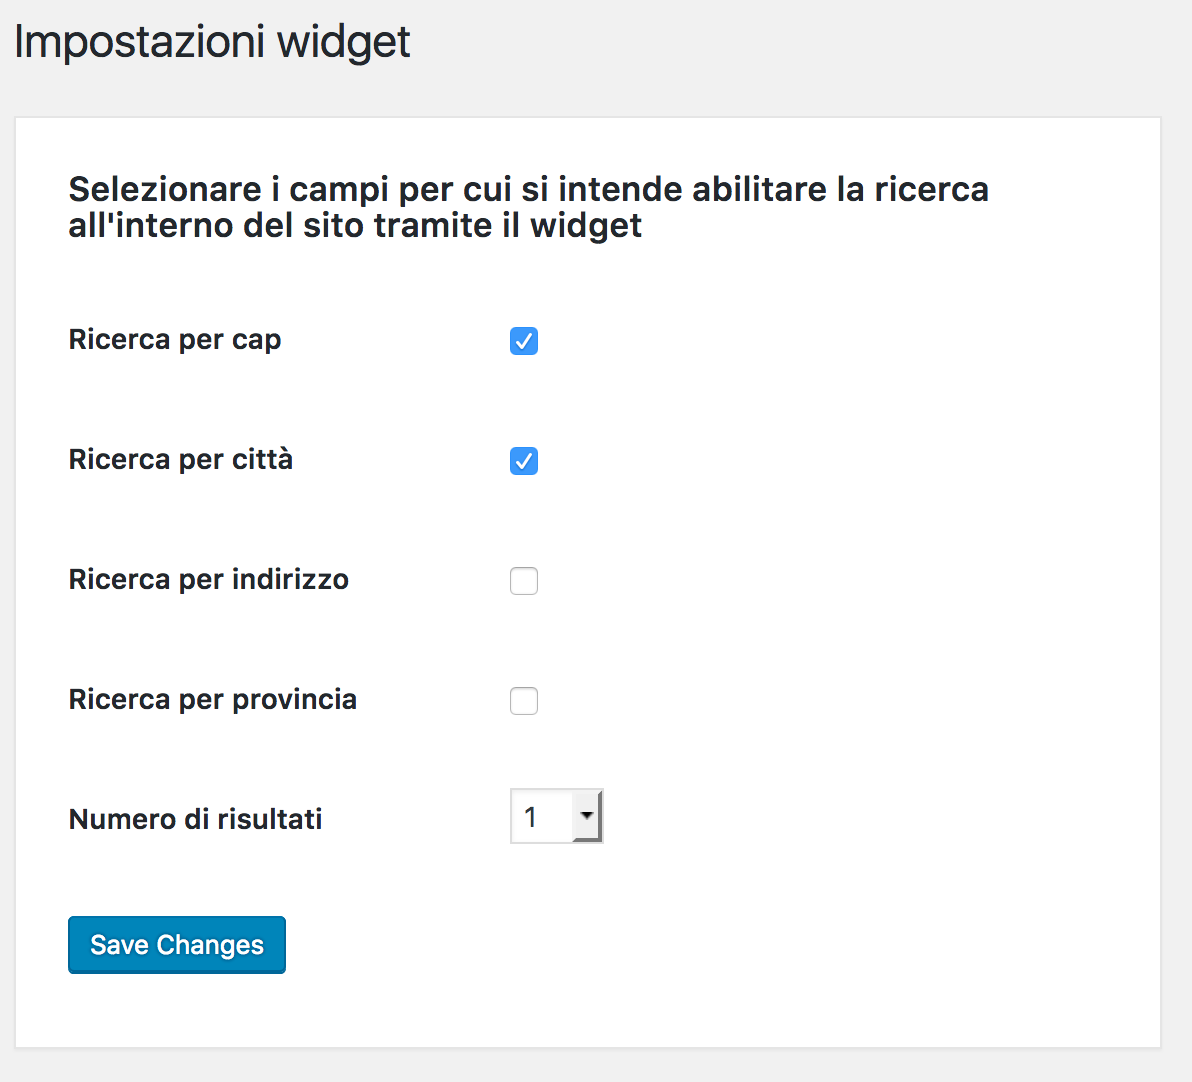 Impostazioni widget
Selezionare i campi per cui si intende abilitare la ricerca
all'interno del sito tramite il widget
Ricerca per cap
Ricerca per città
Ricerca per indirizzo
Ricerca per provincia
Numero di risultati
1
Save Changes